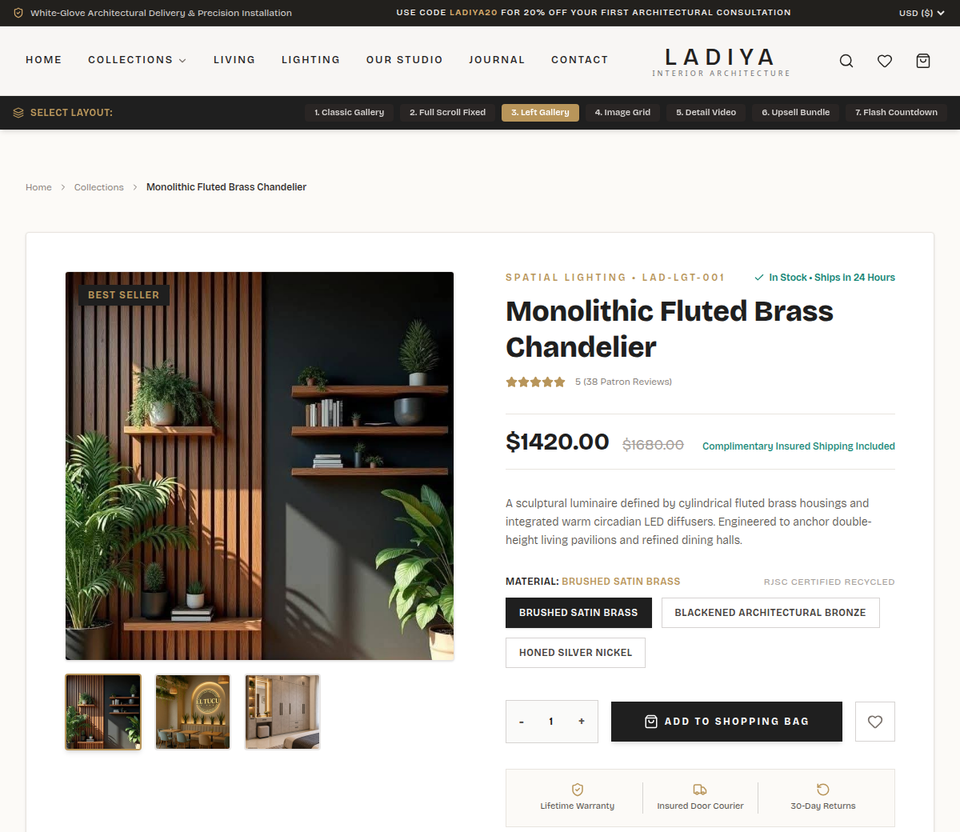 White-Glove Architectural Delivery & Precision Installation
USE CODE LADIYA20 FOR 20% OFF YOUR FIRST ARCHITECTURAL CONSULTATION
USD ($)
HOME
COLLECTIONS
LIVING
LIGHTING
OUR STUDIO
JOURNAL
CONTACT
LADIYA
INTERIOR ARCHITECTURE
SELECT LAYOUT:
1. Classic Gallery
2. Full Scroll Fixed
3. Left Gallery
4. Image Grid
5. Detail Video
6. Upsell Bundle
7. Flash Countdown
Home
Collections
Monolithic Fluted Brass Chandelier
BEST SELLER
SPATIAL LIGHTING • LAD-LGT-001
In Stock • Ships in 24 Hours
Monolithic Fluted Brass
Chandelier
5 (38 Patron Reviews)
$1420.00
$1680.00
Complimentary Insured Shipping Included
A sculptural luminaire defined by cylindrical fluted brass housings and
integrated warm circadian LED diffusers. Engineered to anchor double-
height living pavilions and refined dining halls.
MATERIAL: BRUSHED SATIN BRASS
RJSC CERTIFIED RECYCLED
BRUSHED SATIN BRASS
BLACKENED ARCHITECTURAL BRONZE
HONED SILVER NICKEL
- 1 +
ADD TO SHOPPING BAG
Lifetime Warranty
Insured Door Courier
30-Day Returns